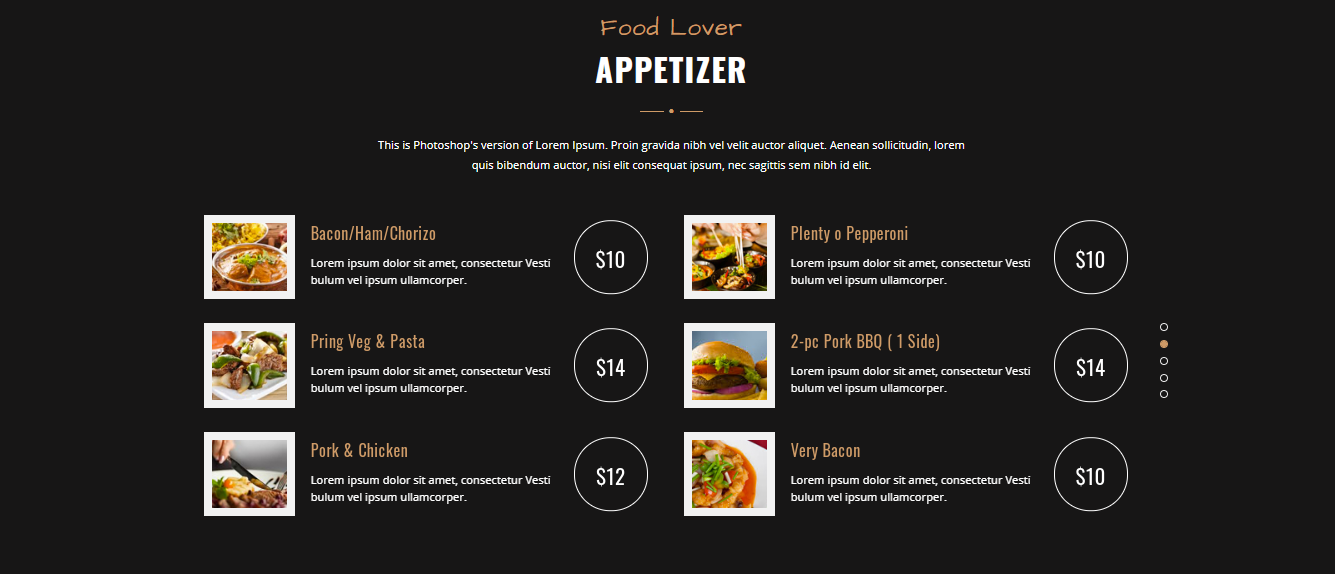 Food Lover
APPETIZER
This is Photoshop's version of Lorem Ipsum. Proin gravida nibh vel velit auctor aliquet. Aenean sollicitudin, lorem
quis bibendum auctor, nisi elit consequat ipsum, nec sagittis sem nibh id elit.
Bacon/Ham/Chorizo
Lorem ipsum dolor sit amet, consectetur Vesti
bulum vel ipsum ullamcorper.
$10
Plenty o Pepperoni
Lorem ipsum dolor sit amet, consectetur Vesti
bulum vel ipsum ullamcorper.
$10
Pring Veg & Pasta
Lorem ipsum dolor sit amet, consectetur Vesti
bulum vel ipsum ullamcorper.
$14
2-pc Pork BBQ ( 1 Side)
Lorem ipsum dolor sit amet, consectetur Vesti
bulum vel ipsum ullamcorper.
$14
Pork & Chicken
Lorem ipsum dolor sit amet, consectetur Vesti
bulum vel ipsum ullamcorper.
$12
Very Bacon
Lorem ipsum dolor sit amet, consectetur Vesti
bulum vel ipsum ullamcorper.
$10